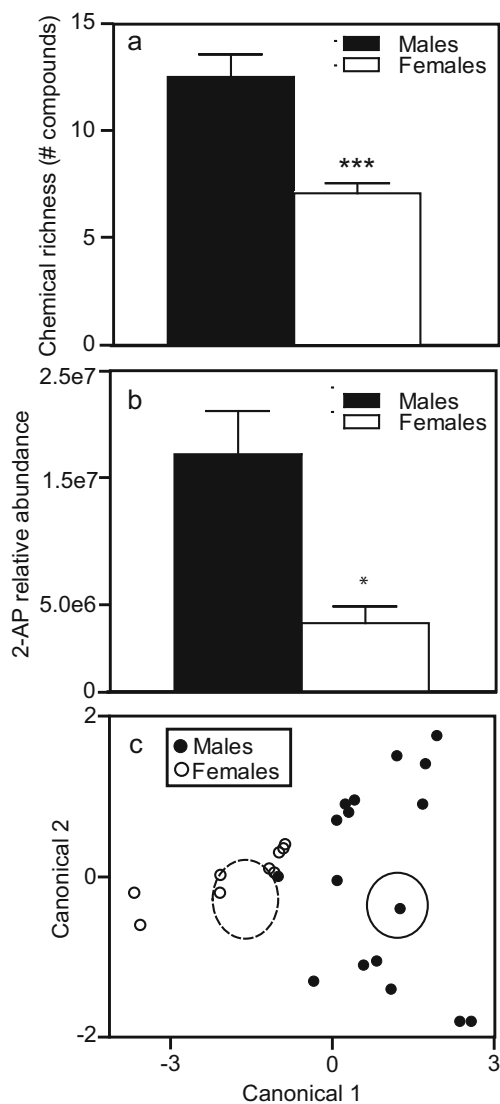 15
a
Males
Females
10
***
5
0
Chemical richness (# compounds)
2.5e7
b
Males
Females
1.5e7
*
5.0e6
0
2-AP relative abundance
2
c
Males
Females
0
-2
Canonical 2
-3
0
3
Canonical 1